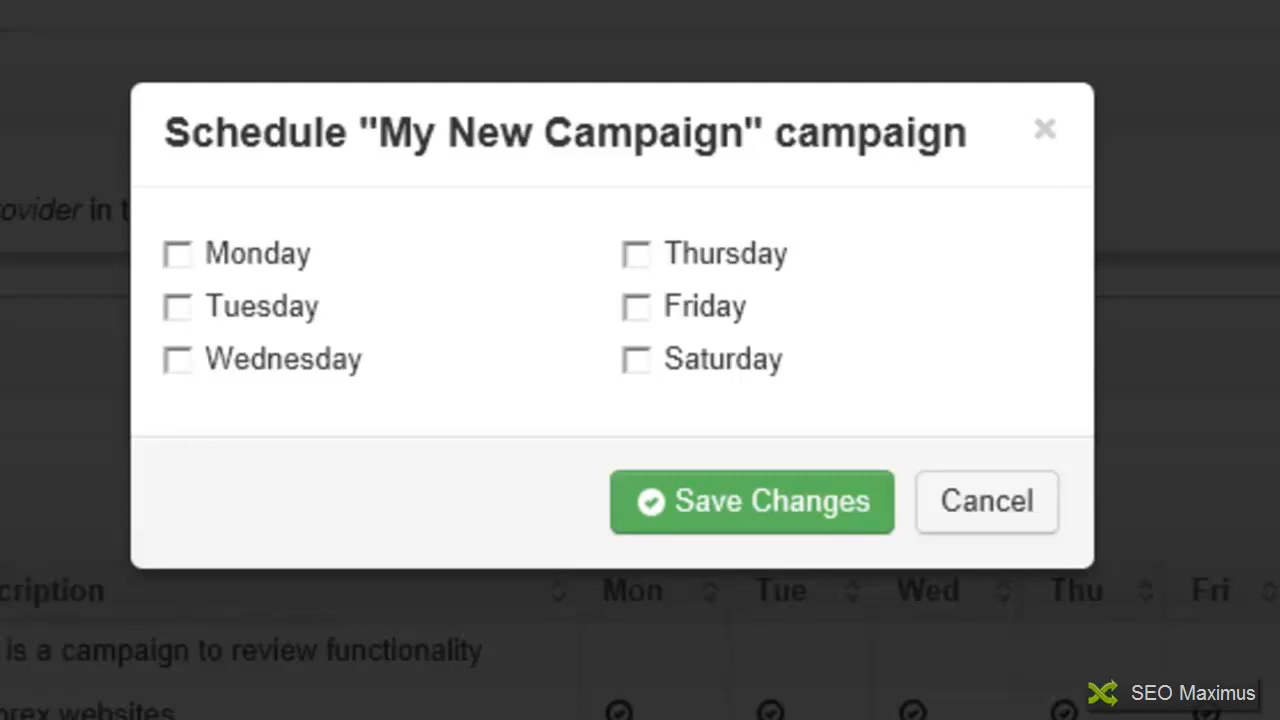 Schedule "My New Campaign" campaign
×
ovider in t
Monday
Thursday
Tuesday
Friday
Wednesday
Saturday
Save Changes
Cancel
cription Mon Tue Wed Thu Fri
is a campaign to review functionality
orex websites
SEO Maximus